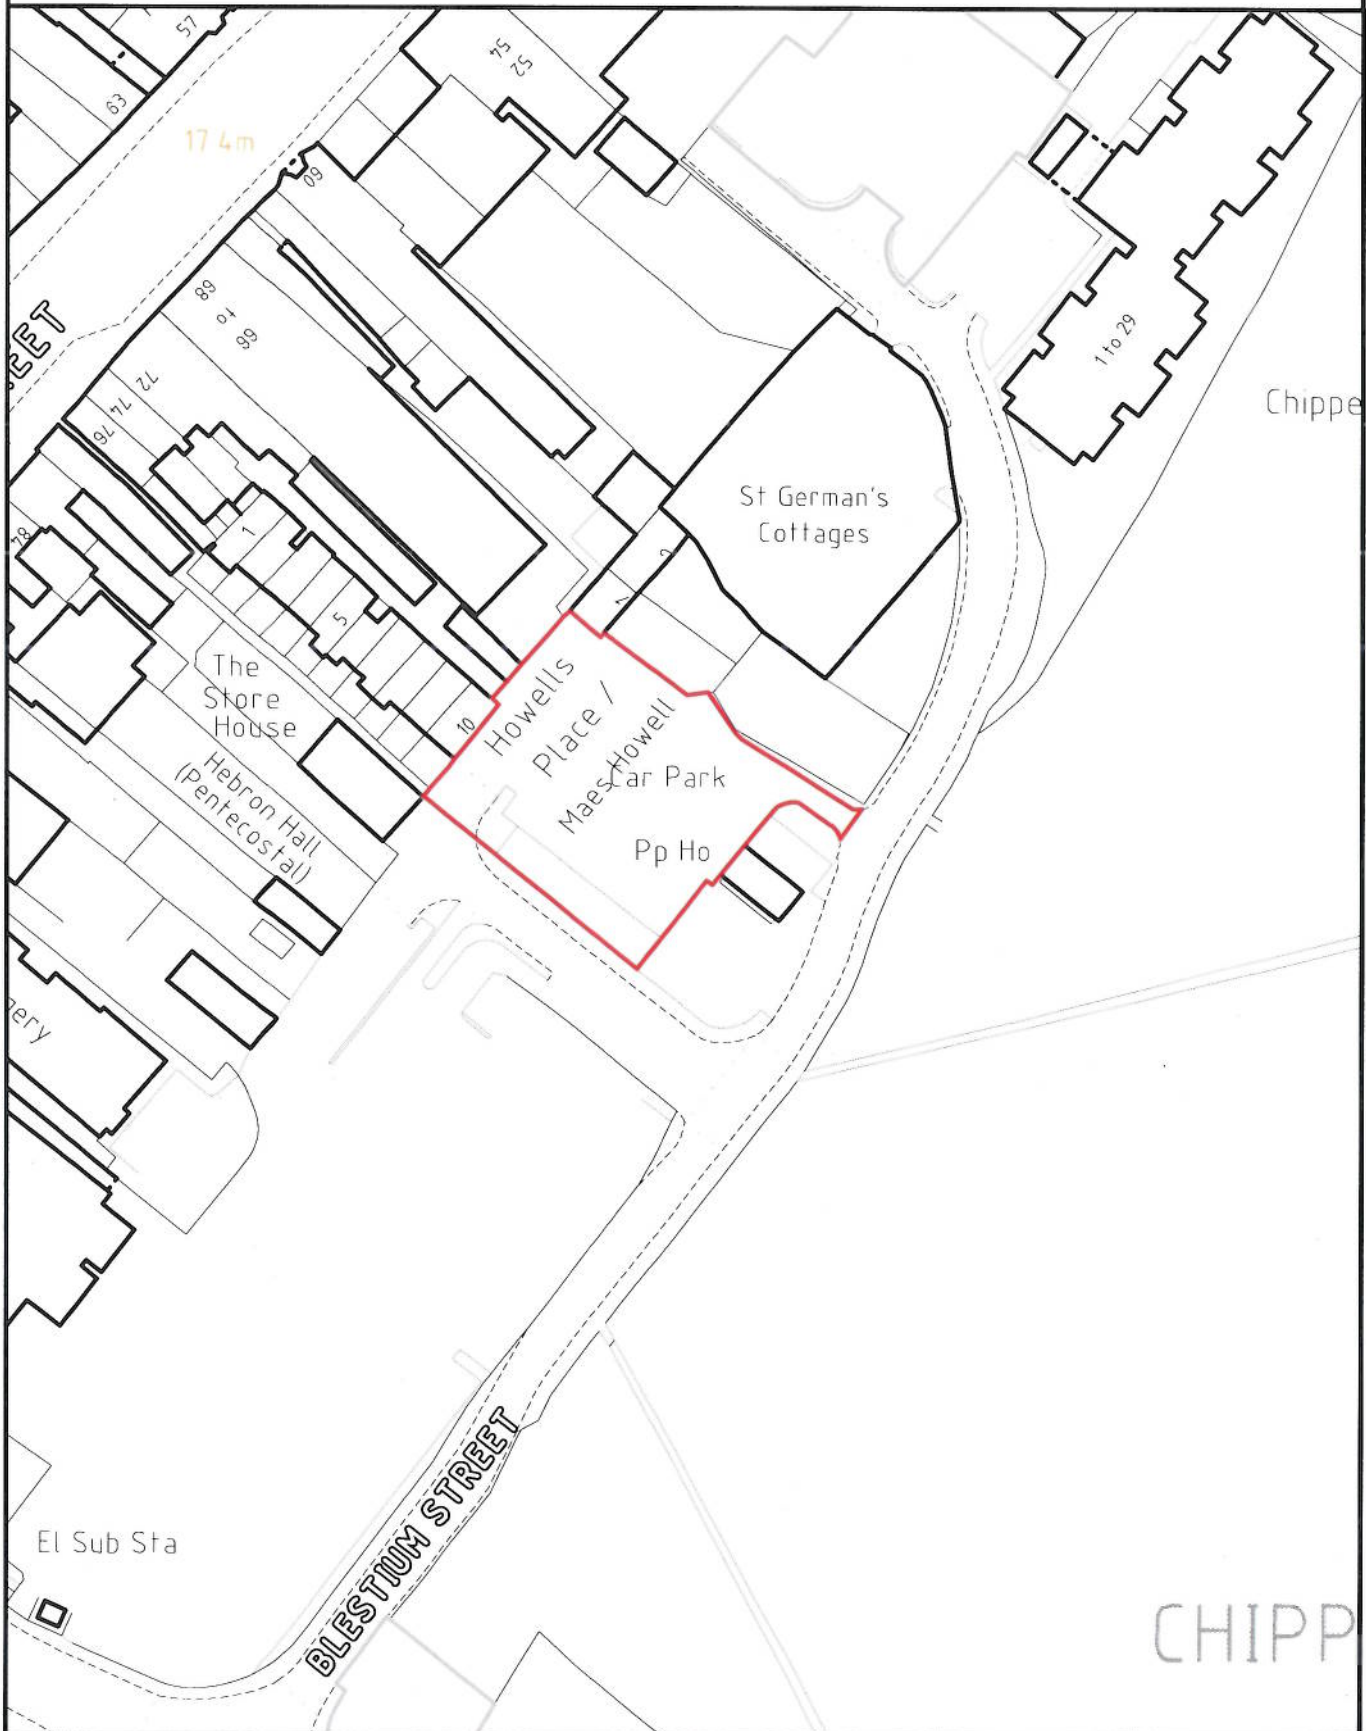 57
63
54
52
17 4m
60
68
to
66
EET
72
74
76
78
1 to 29
Chippe
St German's
Cottages
1
2
1
5
The
Store
House
10
Howells
Place /
Maes Howell
Car Park
Hebron Hall
(Pentecostal)
Pp Ho
ery
BLESTIUM STREET
El Sub Sta
CHIPP